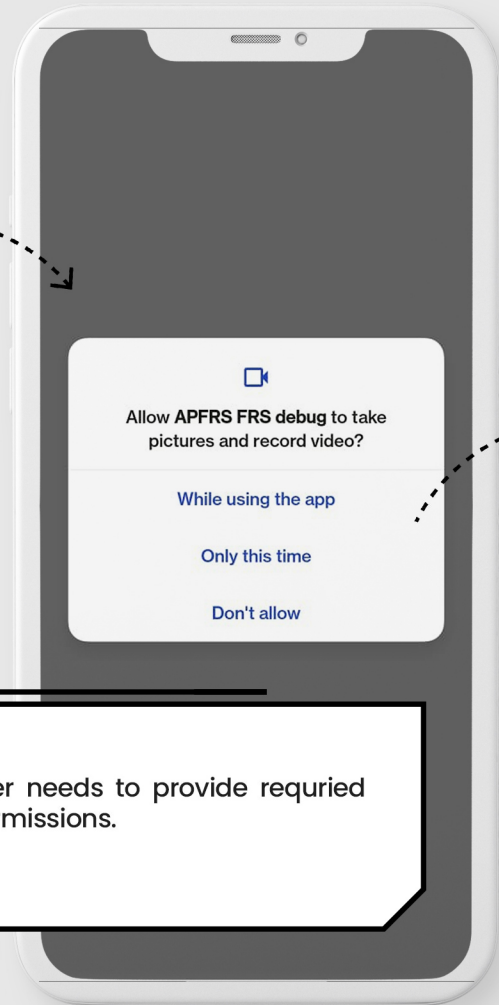 Allow APFRS FRS debug to take
pictures and record video?
While using the app
Only this time
Don't allow
er needs to provide requried
missions.